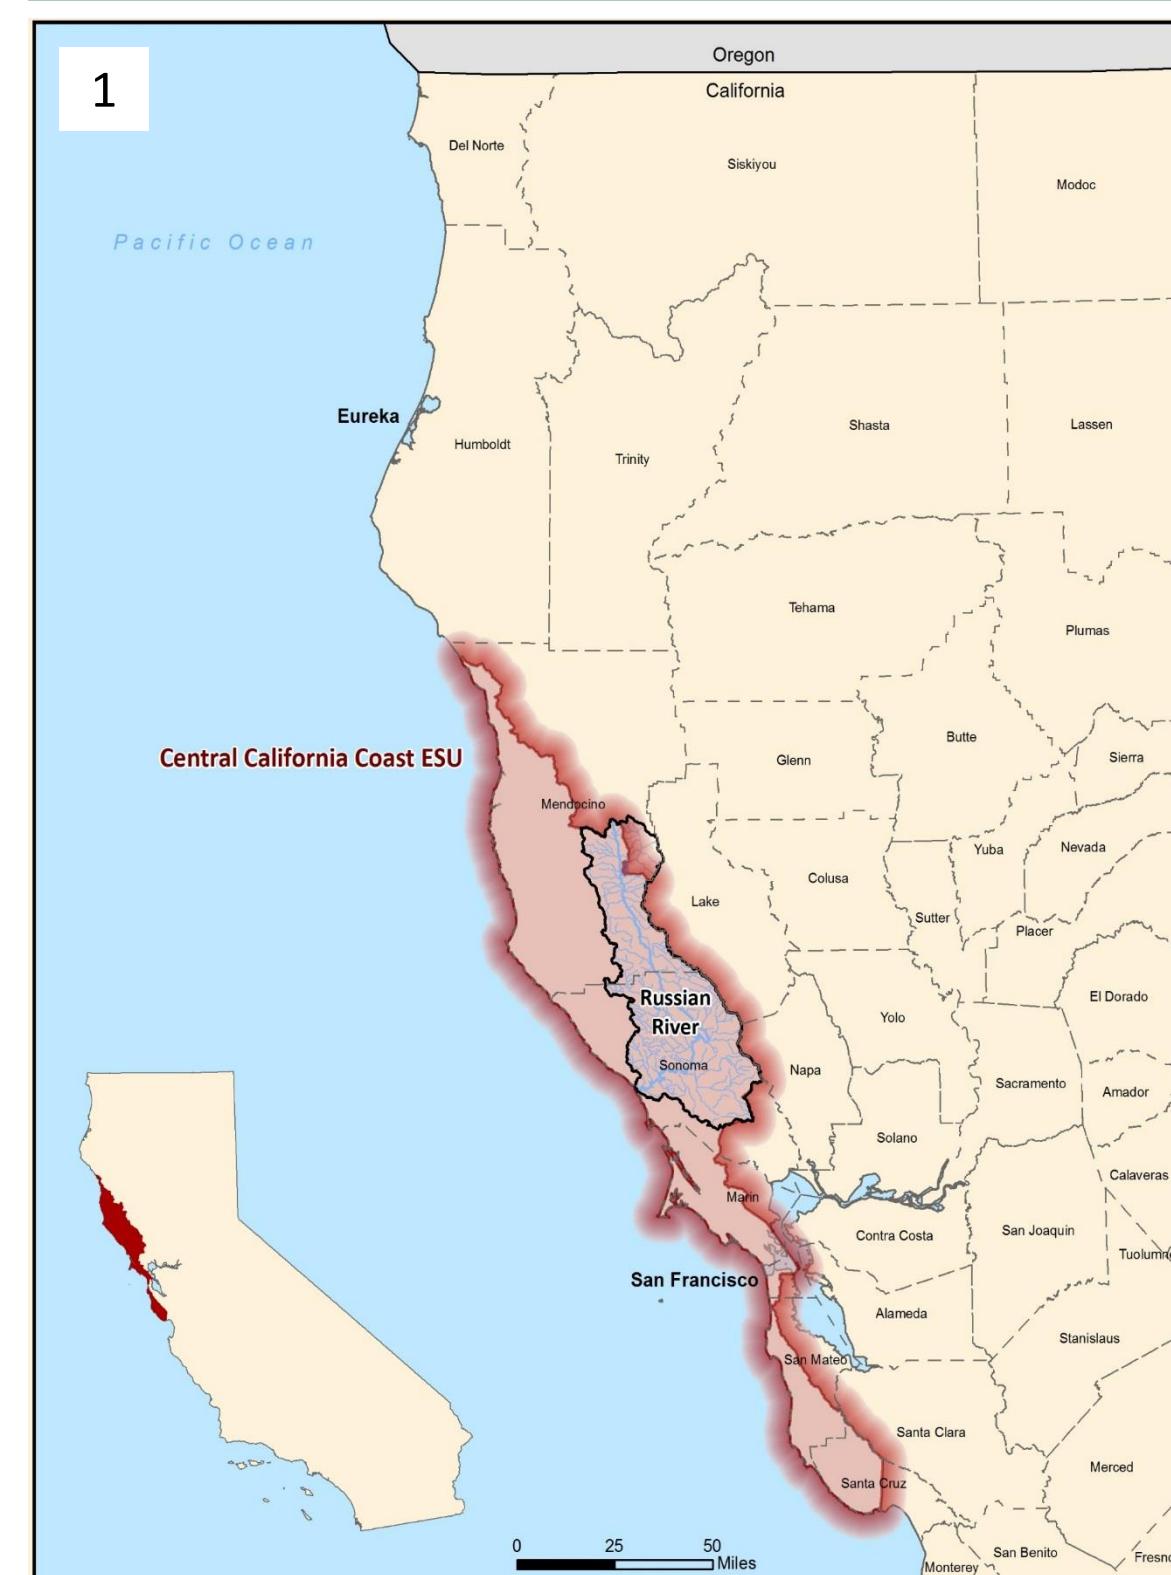 1
Oregon
California
Del Norte
Siskiyou
Modoc
Pacific Ocean
Eureka
Humboldt
Trinity
Shasta
Lassen
Tehama
Plumas
Central California Coast ESU
Mendocino
Glenn
Butte
Sierra
Lake
Colusa
Yuba
Nevada
Sutter
Placer
Russian
River
Sonoma
Napa
Yolo
El Dorado
Sacramento
Amador
Solano
Marin
Calaveras
Contra Costa
San Joaquin
Tuolumn
San Francisco
Alameda
Stanislaus
San Mateo
Santa Clara
Merced
Santa Cruz
0 25 50
Miles
Monterey
San Benito
Fresno